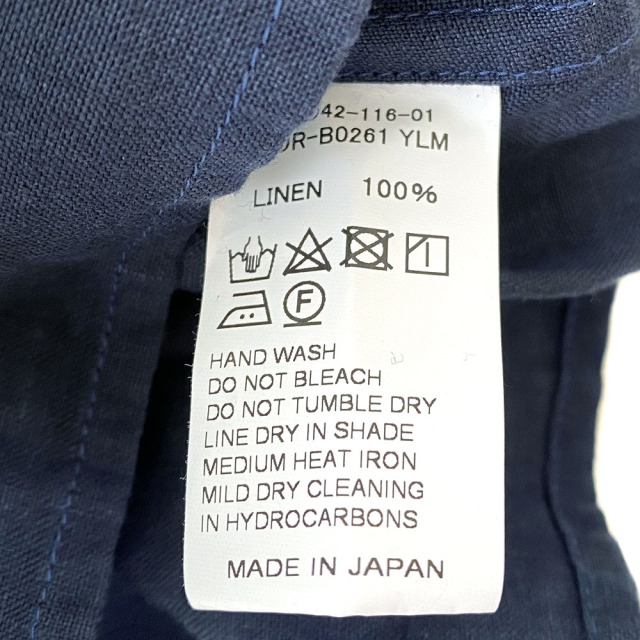 42-116-01
R-B0261 YLM
LINEN 100%
F
HAND WASH
DO NOT BLEACH
DO NOT TUMBLE DRY
LINE DRY IN SHADE
MEDIUM HEAT IRON
MILD DRY CLEANING
IN HYDROCARBONS
MADE IN JAPAN